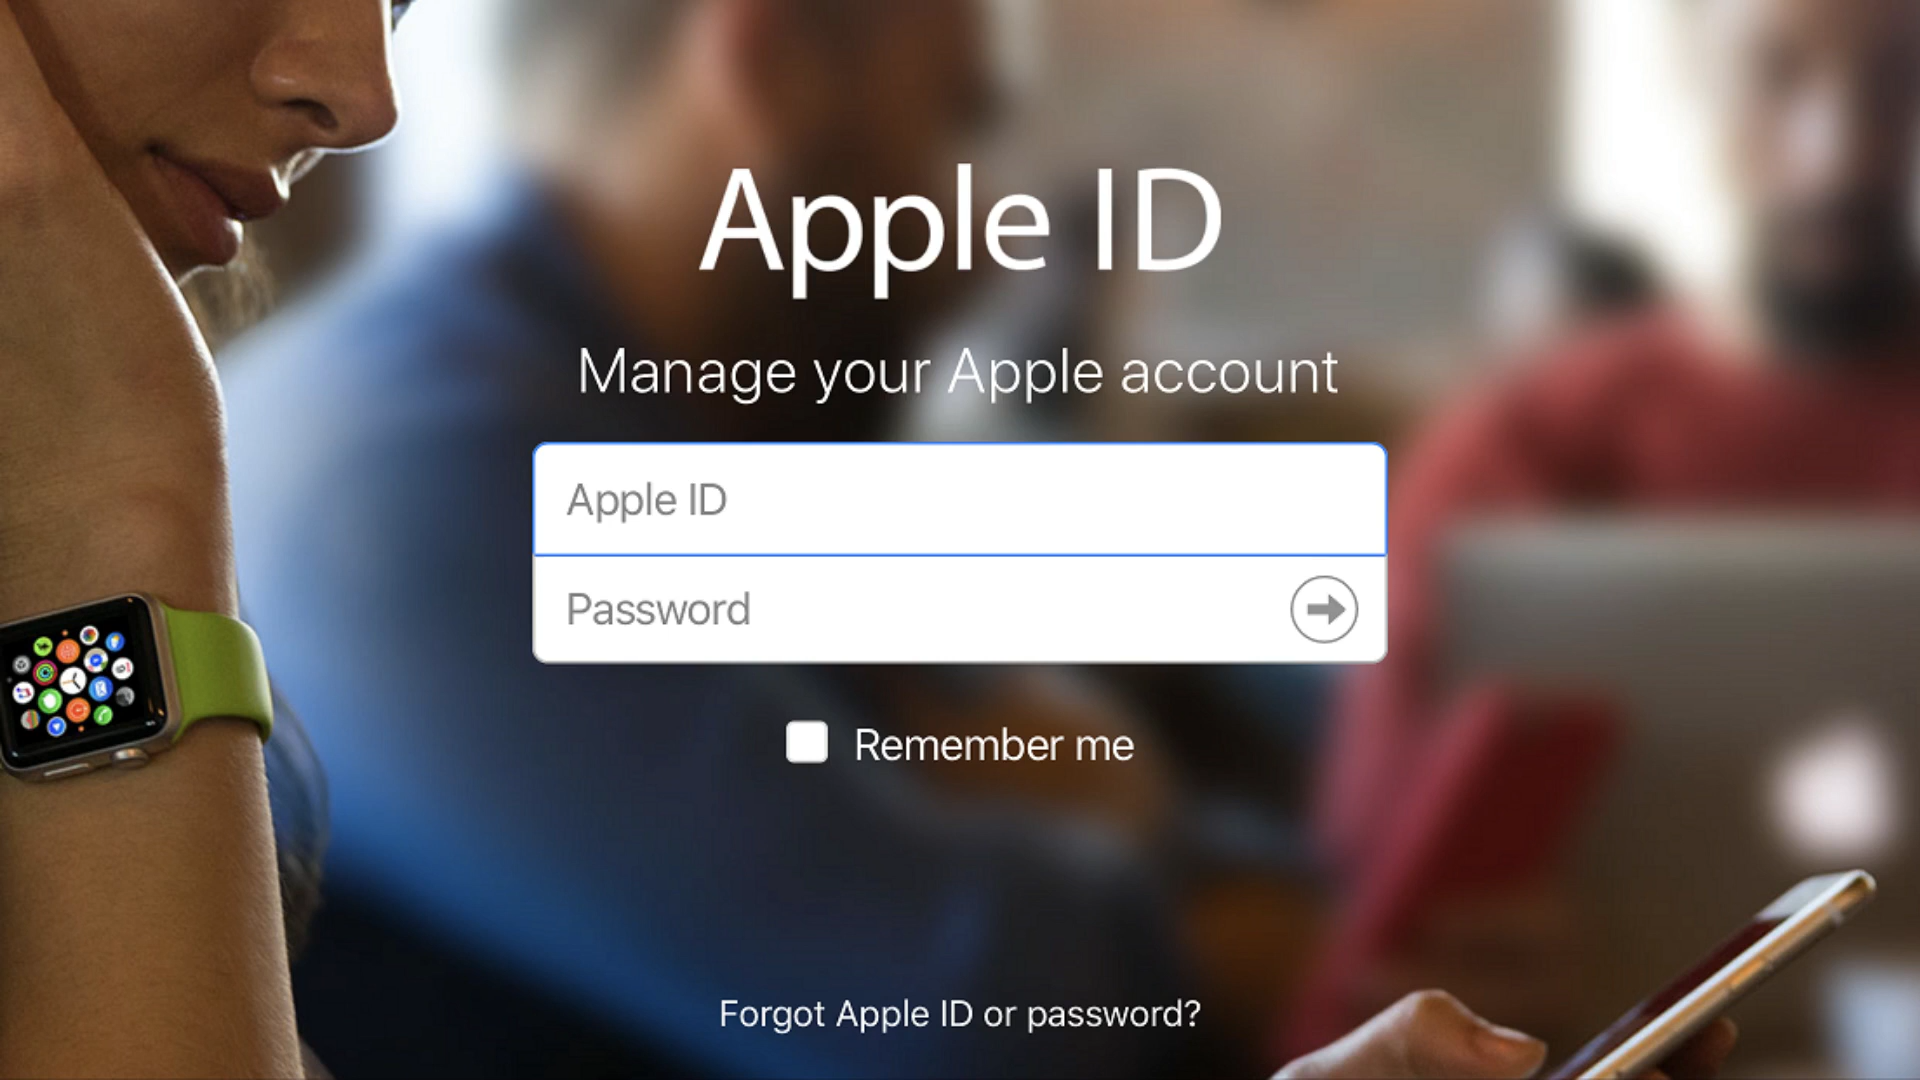 Apple ID
Manage your Apple account
Apple ID
Password
Remember me
Forgot Apple ID or password?